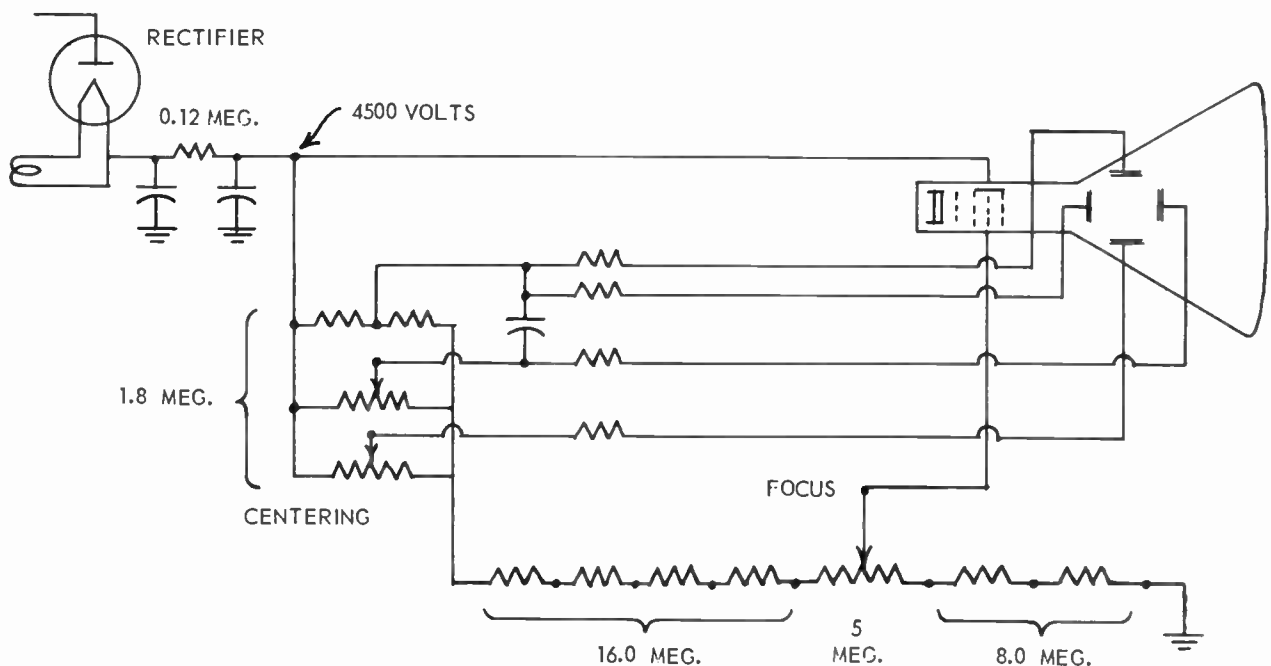 RECTIFIER
0.12 MEG.
4500 VOLTS
1.8 MEG.
CENTERING
FOCUS
16.0 MEG.
5
MEG.
8.0 MEG.